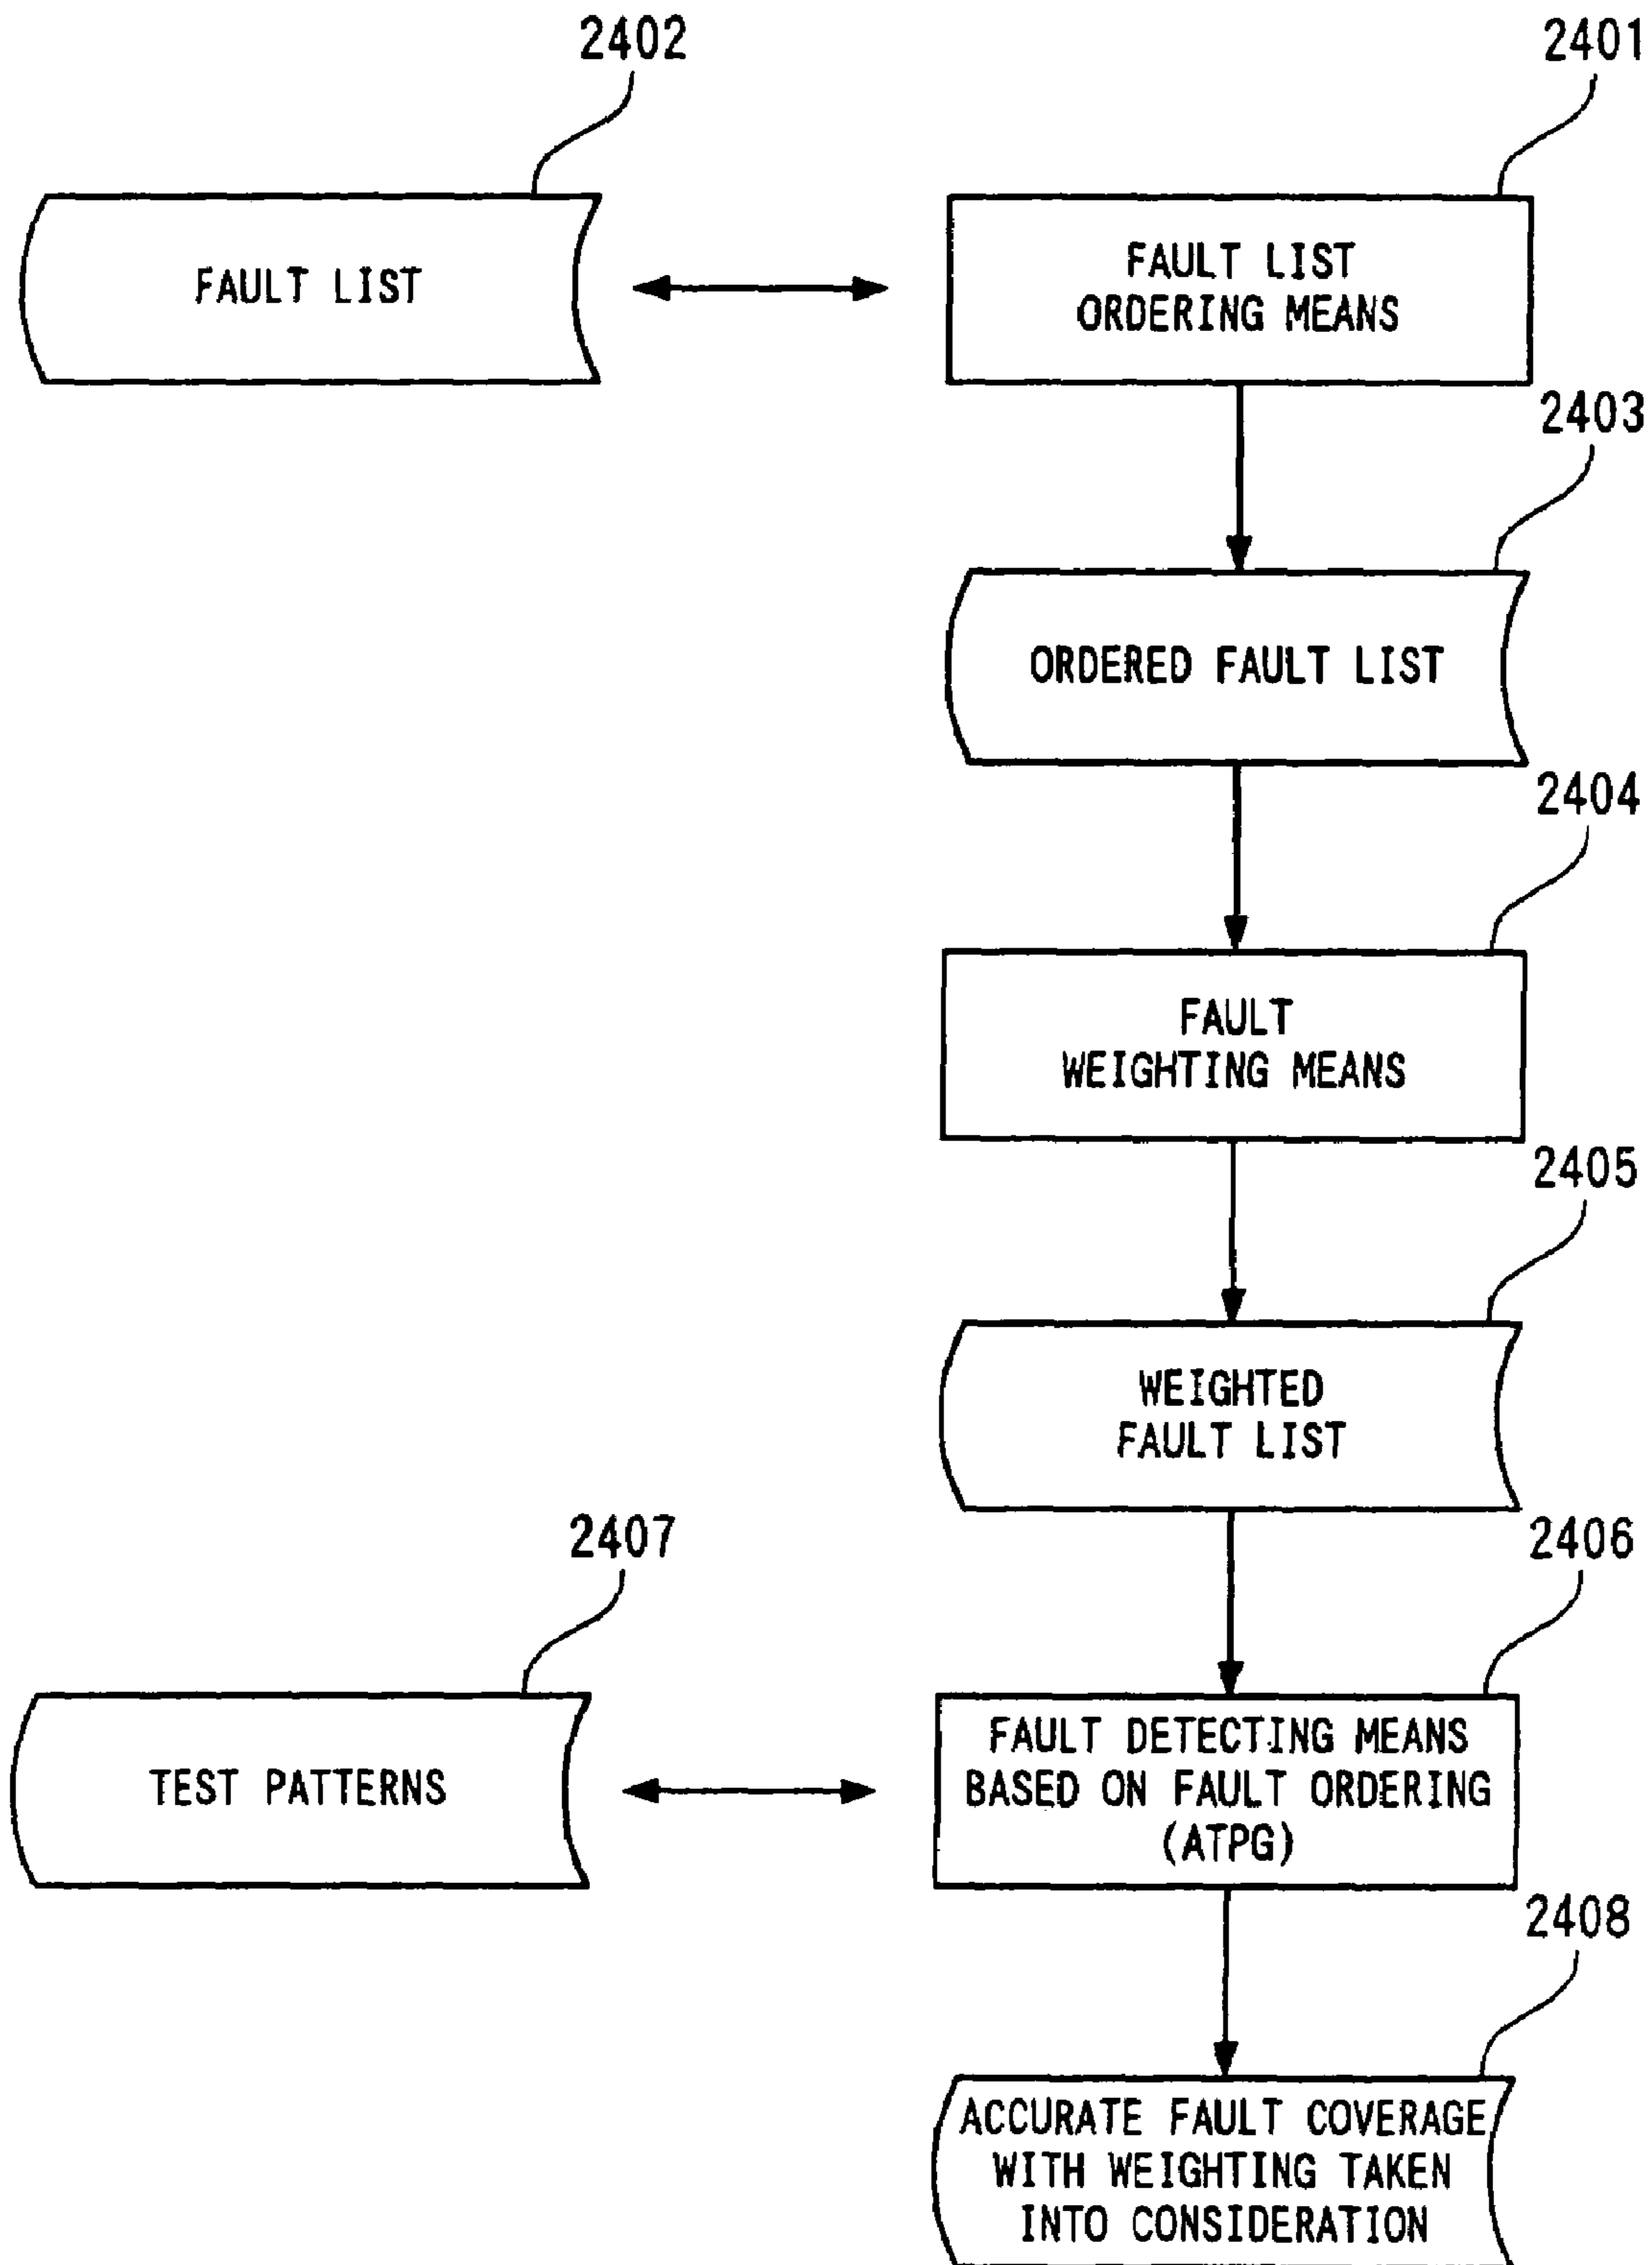 2402
2401
FAULT LIST
FAULT LIST
ORDERING MEANS
2403
ORDERED FAULT LIST
2404
FAULT
WEIGHTING MEANS
2405
WEIGHTED
FAULT LIST
2407
2406
TEST PATTERNS
FAULT DETECTING MEANS
BASED ON FAULT ORDERING
(ATPG)
2408
ACCURATE FAULT COVERAGE
WITH WEIGHTING TAKEN
INTO CONSIDERATION